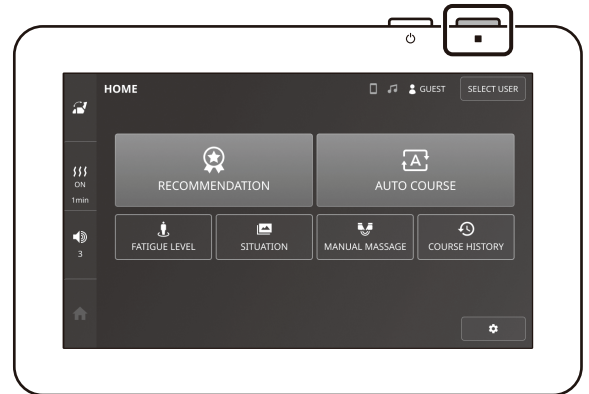 HOME
GUEST
SELECT USER
ON
1min
3
RECOMMENDATION
A
AUTO COURSE
FATIGUE LEVEL
SITUATION
MANUAL MASSAGE
COURSE HISTORY